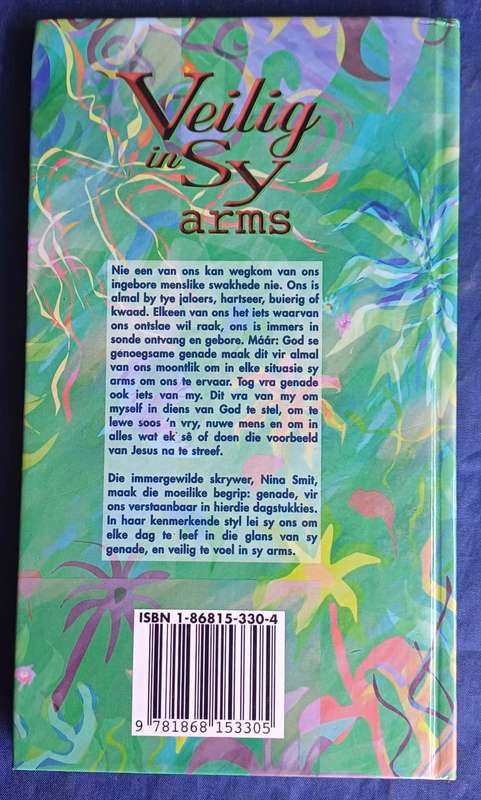 Veilig
in Sy
arms
Nie een van ons kan wegkom van ons
ingebore menslike swakhede nie. Ons is
almal by tye jaloers, hartseer, buierig of
kwaad. Elkeen van ons het iets waarvan
ons ontslae wil raak, ons is immers in
sonde ontvang en gebore. Máár: God se
genoegsame genade maak dit vir almal
van ons moontlik om in elke situasie sy
arms om ons te ervaar. Tog vra genade
ook iets van my. Dit vra van my om
myself in diens van God te stel, om te
lewe soos 'n vry, nuwe mens en om in
alles wat ek sê of doen die voorbeeld
van Jesus na te streef.
Die immergewilde skrywer, Nina Smit,
maak die moeilike begrip: genade, vir
ons verstaanbaar in hierdie dagstukkies.
In haar kenmerkende styl lei sy ons om
elke dag te leef in die glans van sy
genade, en veilig te voel in sy arms.
ISBN 1-86815-330-4
9 781868 153305